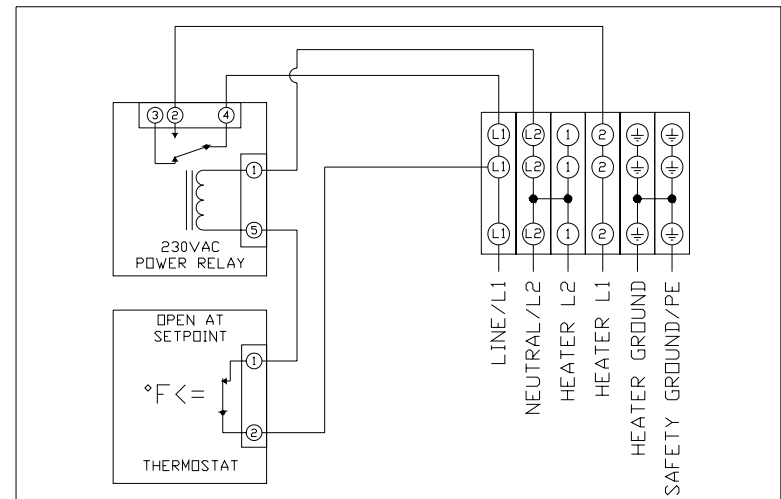 3 2 4
1
5
230VAC
POWER RELAY
OPEN AT
SETPOINT
1
°F<=
2
THERMOSTAT
L1 L2 1 2
L1 L2 1 2
L1 L2 1 2
LINE/L1
NEUTRAL/L2
HEATER L2
HEATER L1
HEATER GROUND
SAFETY GROUND/PE